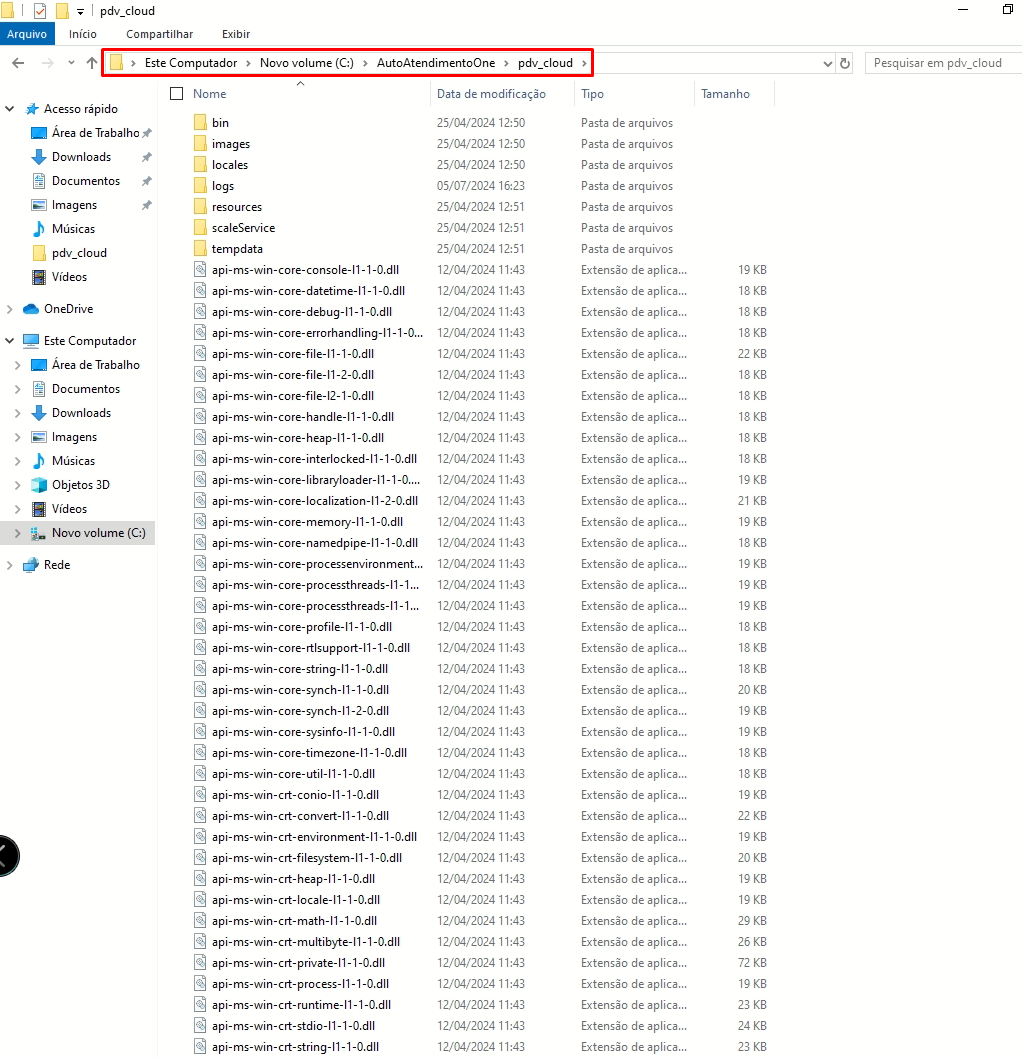 pdv_cloud
Arquivo Início Compartilhar Exibir
Este Computador Novo volume (C:) AutoAtendimentoOne pdv_cloud Pesquisar em pdv_cloud
Acesso rápido
Área de Trabalho
Downloads
Documentos
Imagens
Músicas
pdv_cloud
Vídeos
OneDrive
Este Computador
Área de Trabalho
Documentos
Downloads
Imagens
Músicas
Objetos 3D
Vídeos
Novo volume (C:)
Rede
Nome Data de modificação Tipo Tamanho
bin 25/04/2024 12:50 Pasta de arquivos
images 25/04/2024 12:50 Pasta de arquivos
locales 25/04/2024 12:50 Pasta de arquivos
logs 05/07/2024 16:23 Pasta de arquivos
resources 25/04/2024 12:51 Pasta de arquivos
scaleService 25/04/2024 12:51 Pasta de arquivos
tempdata 25/04/2024 12:51 Pasta de arquivos
api-ms-win-core-console-l1-1-0.dll 12/04/2024 11:43 Extensão de aplica... 19 KB
api-ms-win-core-datetime-l1-1-0.dll 12/04/2024 11:43 Extensão de aplica... 18 KB
api-ms-win-core-debug-l1-1-0.dll 12/04/2024 11:43 Extensão de aplica... 18 KB
api-ms-win-core-errorhandling-l1-1-0... 12/04/2024 11:43 Extensão de aplica... 18 KB
api-ms-win-core-file-l1-1-0.dll 12/04/2024 11:43 Extensão de aplica... 22 KB
api-ms-win-core-file-l1-2-0.dll 12/04/2024 11:43 Extensão de aplica... 18 KB
api-ms-win-core-file-l2-1-0.dll 12/04/2024 11:43 Extensão de aplica... 18 KB
api-ms-win-core-handle-l1-1-0.dll 12/04/2024 11:43 Extensão de aplica... 18 KB
api-ms-win-core-heap-l1-1-0.dll 12/04/2024 11:43 Extensão de aplica... 18 KB
api-ms-win-core-interlocked-l1-1-0.dll 12/04/2024 11:43 Extensão de aplica... 18 KB
api-ms-win-core-libraryloader-l1-1-0.... 12/04/2024 11:43 Extensão de aplica... 19 KB
api-ms-win-core-localization-l1-2-0.dll 12/04/2024 11:43 Extensão de aplica... 21 KB
api-ms-win-core-memory-l1-1-0.dll 12/04/2024 11:43 Extensão de aplica... 19 KB
api-ms-win-core-namedpipe-l1-1-0.dll 12/04/2024 11:43 Extensão de aplica... 18 KB
api-ms-win-core-processenvironment... 12/04/2024 11:43 Extensão de aplica... 19 KB
api-ms-win-core-processthreads-l1-1... 12/04/2024 11:43 Extensão de aplica... 19 KB
api-ms-win-core-processthreads-l1-1... 12/04/2024 11:43 Extensão de aplica... 19 KB
api-ms-win-core-profile-l1-1-0.dll 12/04/2024 11:43 Extensão de aplica... 18 KB
api-ms-win-core-rtlsupport-l1-1-0.dll 12/04/2024 11:43 Extensão de aplica... 18 KB
api-ms-win-core-string-l1-1-0.dll 12/04/2024 11:43 Extensão de aplica... 18 KB
api-ms-win-core-synch-l1-1-0.dll 12/04/2024 11:43 Extensão de aplica... 20 KB
api-ms-win-core-synch-l1-2-0.dll 12/04/2024 11:43 Extensão de aplica... 19 KB
api-ms-win-core-sysinfo-l1-1-0.dll 12/04/2024 11:43 Extensão de aplica... 19 KB
api-ms-win-core-timezone-l1-1-0.dll 12/04/2024 11:43 Extensão de aplica... 18 KB
api-ms-win-core-util-l1-1-0.dll 12/04/2024 11:43 Extensão de aplica... 18 KB
api-ms-win-crt-conio-l1-1-0.dll 12/04/2024 11:43 Extensão de aplica... 19 KB
api-ms-win-crt-convert-l1-1-0.dll 12/04/2024 11:43 Extensão de aplica... 22 KB
api-ms-win-crt-environment-l1-1-0.dll 12/04/2024 11:43 Extensão de aplica... 19 KB
api-ms-win-crt-filesystem-l1-1-0.dll 12/04/2024 11:43 Extensão de aplica... 20 KB
api-ms-win-crt-heap-l1-1-0.dll 12/04/2024 11:43 Extensão de aplica... 19 KB
api-ms-win-crt-locale-l1-1-0.dll 12/04/2024 11:43 Extensão de aplica... 19 KB
api-ms-win-crt-math-l1-1-0.dll 12/04/2024 11:43 Extensão de aplica... 29 KB
api-ms-win-crt-multibyte-l1-1-0.dll 12/04/2024 11:43 Extensão de aplica... 26 KB
api-ms-win-crt-private-l1-1-0.dll 12/04/2024 11:43 Extensão de aplica... 72 KB
api-ms-win-crt-process-l1-1-0.dll 12/04/2024 11:43 Extensão de aplica... 19 KB
api-ms-win-crt-runtime-l1-1-0.dll 12/04/2024 11:43 Extensão de aplica... 23 KB
api-ms-win-crt-stdio-l1-1-0.dll 12/04/2024 11:43 Extensão de aplica... 24 KB
api-ms-win-crt-string-l1-1-0.dll 12/04/2024 11:43 Extensão de aplica... 23 KB